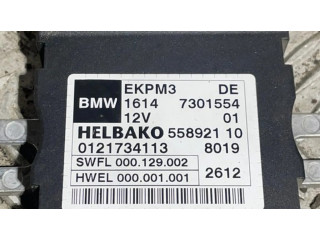 BMW EKPM3 DE
1614 7301554
12V 01
HELBAKO 558921 10
0121734113 8019
SWFL 000.129.002
HWEL 000.001.001 2612